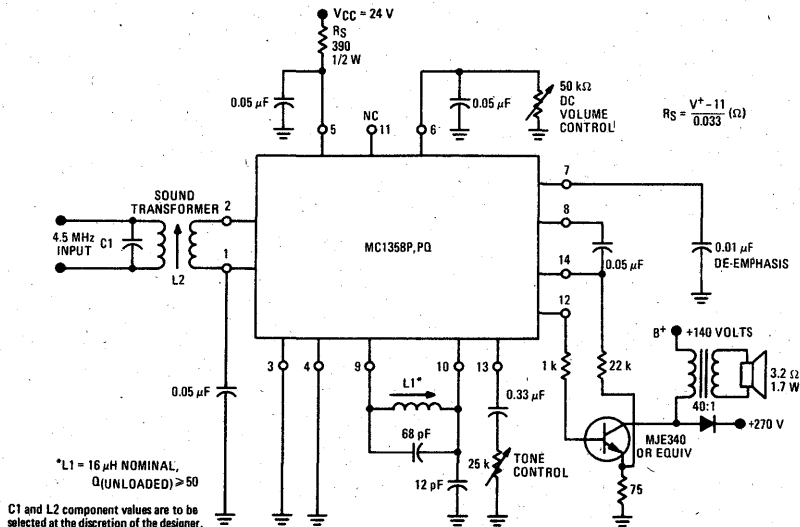 VCC = 24 V
RS
390
1/2 W
0.05 µF
NC
0.05 µF
50 kΩ
DC
VOLUME
CONTROL
RS = V+ -11 / 0.033 (Ω)
5
11
6
SOUND
TRANSFORMER
2
7
8
4.5 MHz
INPUT
C1
MC1358P,PQ
0.05 µF
0.01 µF
DE-EMPHASIS
1
14
L2
12
B+
+140 VOLTS
3
4
9
10
13
1 k
22 k
0.05 µF
L1*
0.33 µF
3.2 Ω
1.7 W
40:1
+270 V
68 pF
25 k
TONE
CONTROL
MJE340
OR EQUIV
12 pF
75
*L1 = 16 µH NOMINAL,
Q(UNLOADED) ⩾ 50
C1 and L2 component values are to be
selected at the discretion of the designer.